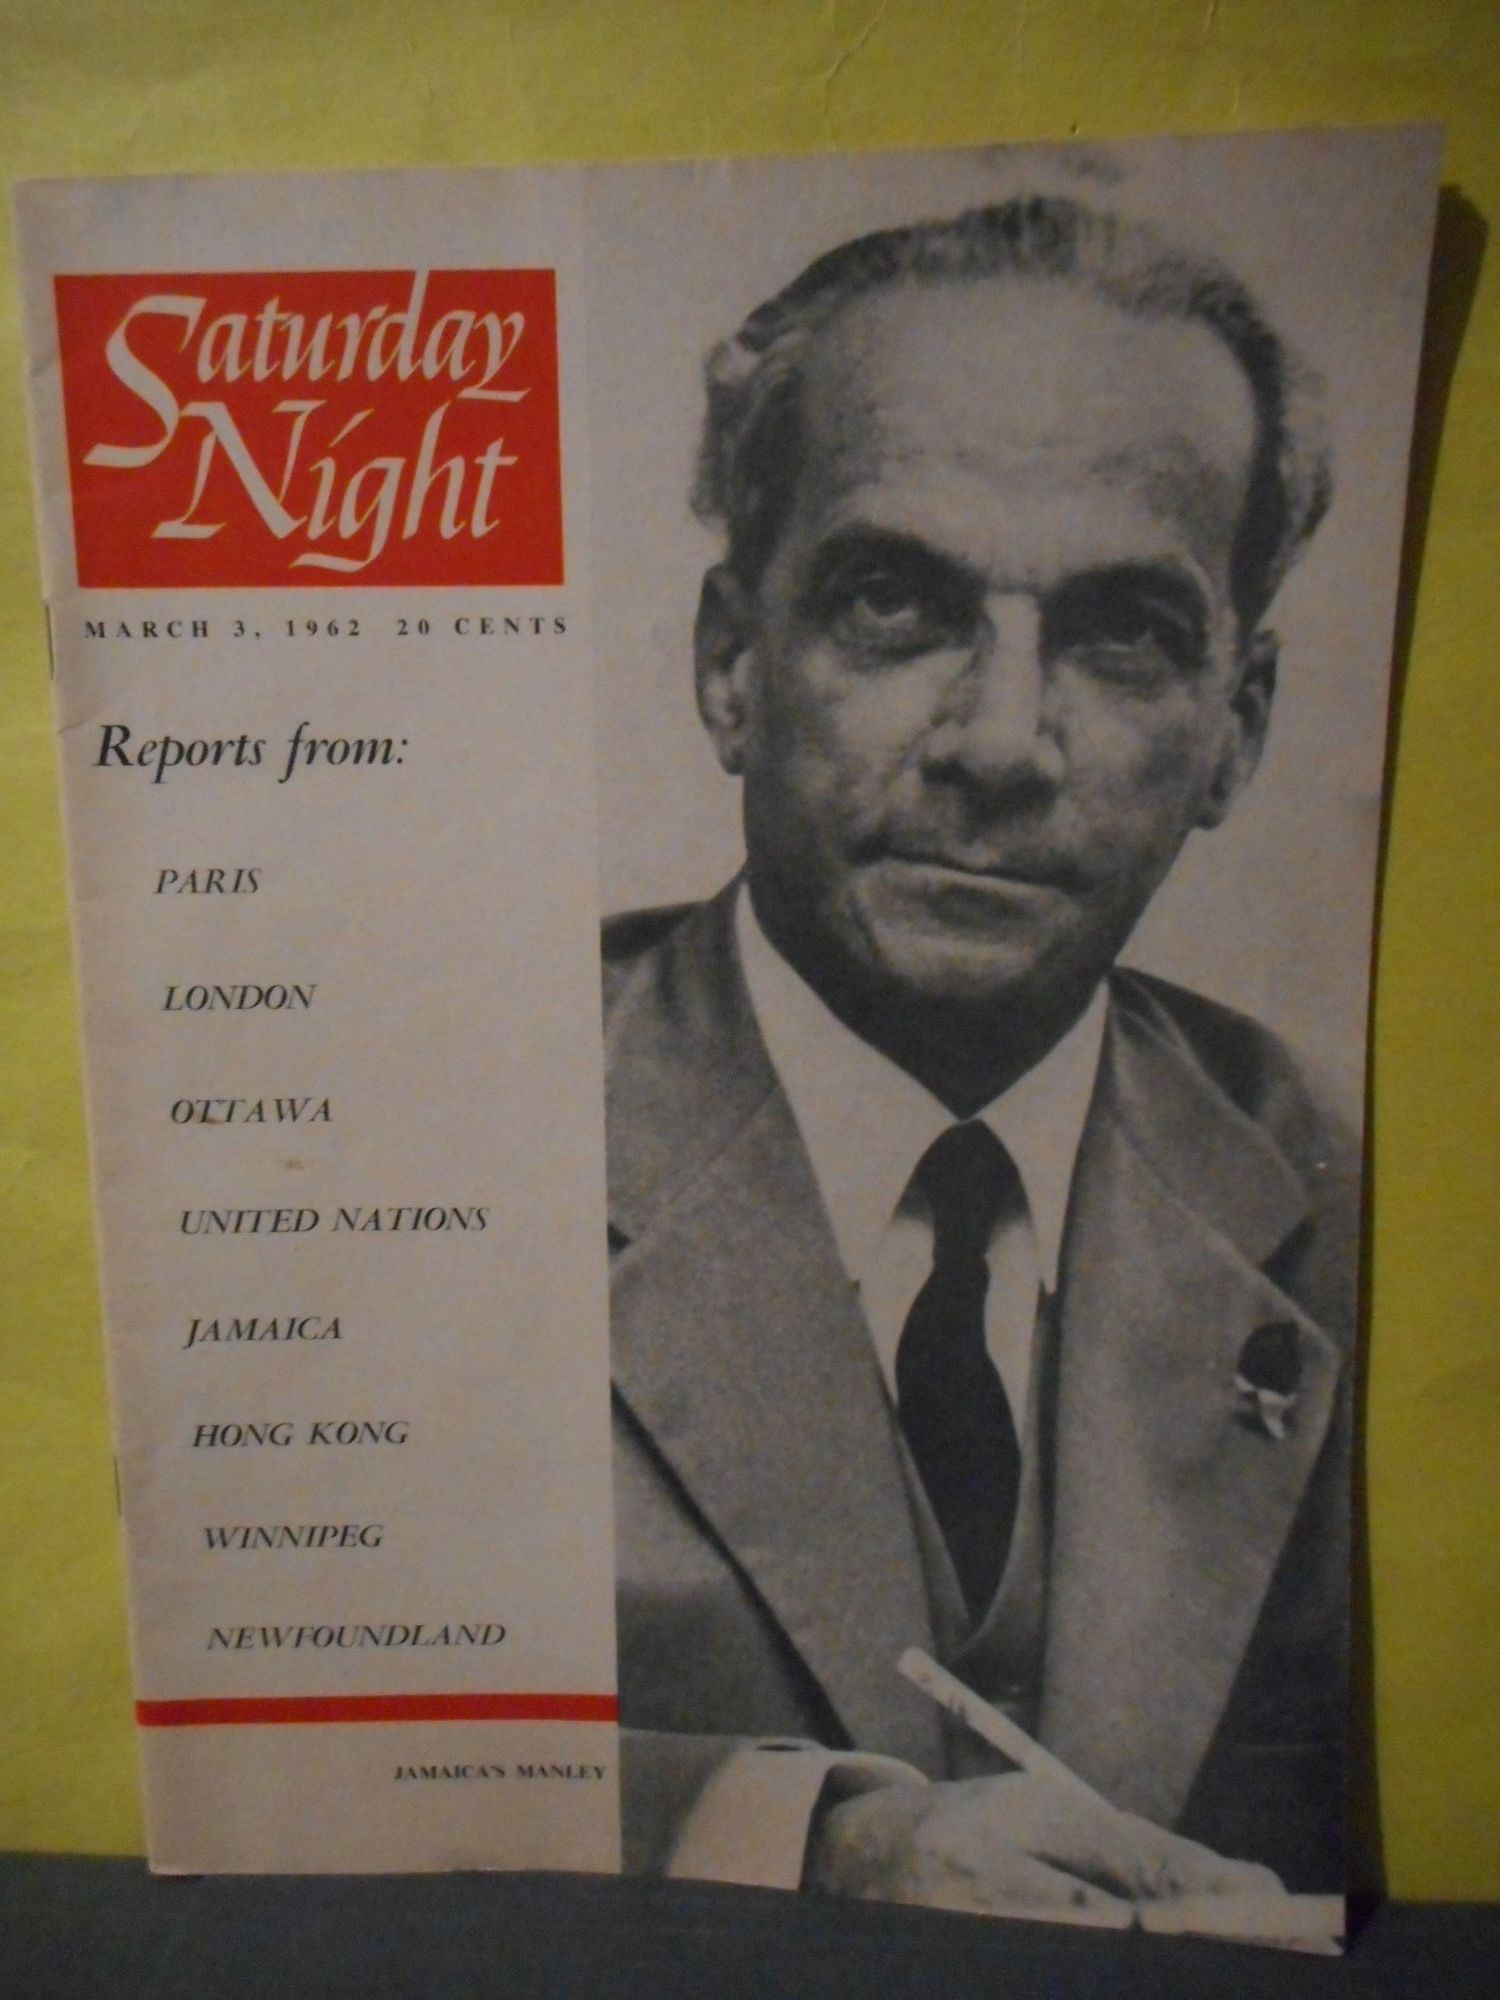 Saturday
Night
MARCH 3, 1962 20 CENTS
Reports from:
PARIS
LONDON
OTTAWA
UNITED NATIONS
JAMAICA
HONG KONG
WINNIPEG
NEWFOUNDLAND
JAMAICA'S MANLEY